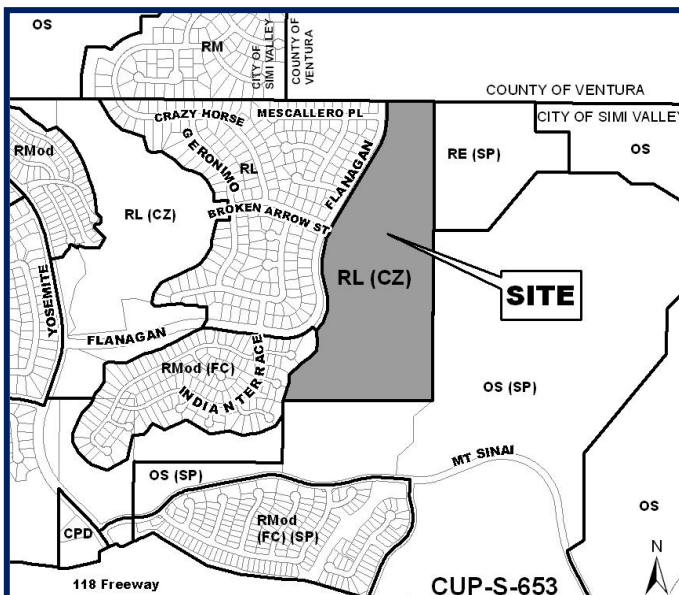 OS
RM
CITY OF
SIMI VALLEY
COUNTY OF
VENTURA
COUNTY OF VENTURA
CITY OF SIMI VALLEY
CRAZY HORSE
MESCALLERO PL
RMod
GERONIMO
RL
FLANAGAN
RE (SP)
OS
RL (CZ)
BROKEN ARROW ST
RL (CZ)
SITE
YOSEMITE
FLANAGAN
RMod (FC)
INDIAN TERRACE
OS (SP)
MT SINAI
OS (SP)
RMod
(FC) (SP)
CPD
OS
N
118 Freeway
CUP-S-653